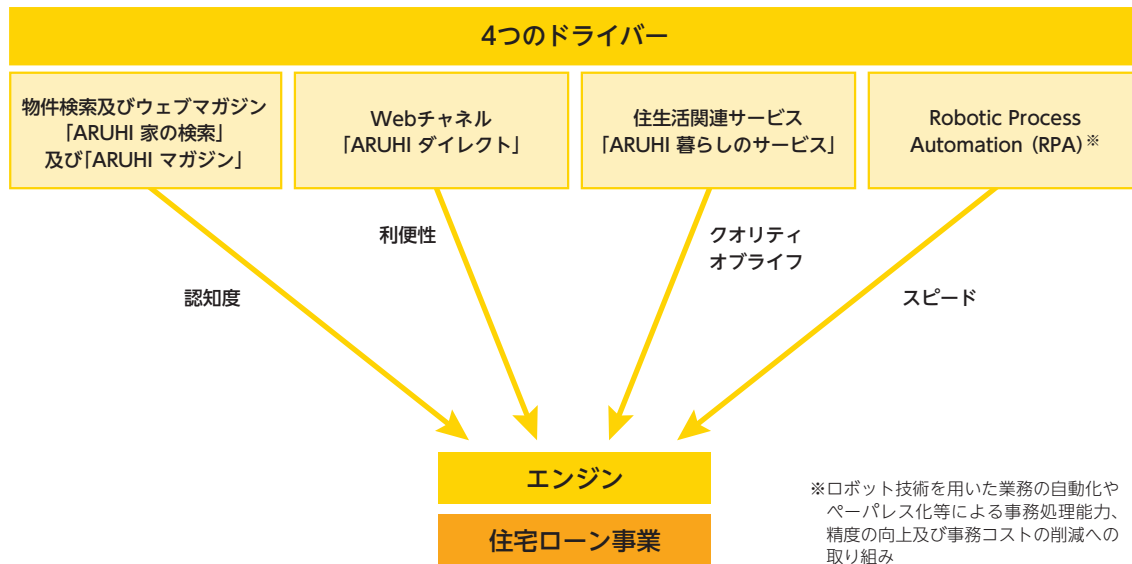 4つのドライバー
物件検索及びウェブマガジン
「ARUHI 家の検索」
及び「ARUHI マガジン」
Webチャネル
「ARUHI ダイレクト」
住生活関連サービス
「ARUHI 暮らしのサービス」
Robotic Process
Automation（RPA）※
認知度
利便性
クオリティ
オブライフ
スピード
エンジン
住宅ローン事業
※ロボット技術を用いた業務の自動化や
ペーパレス化等による事務処理能力、
精度の向上及び事務コストの削減への
取り組み